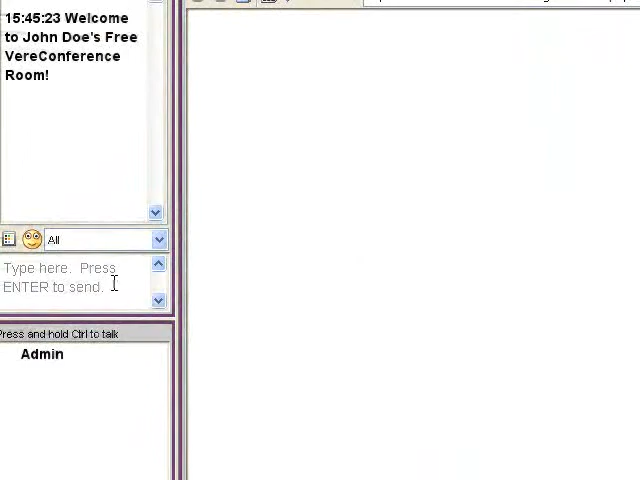 15:45:23 Welcome
to John Doe's Free
VereConference
Room!
All
Type here. Press
ENTER to send.
Press and hold Ctrl to talk
Admin